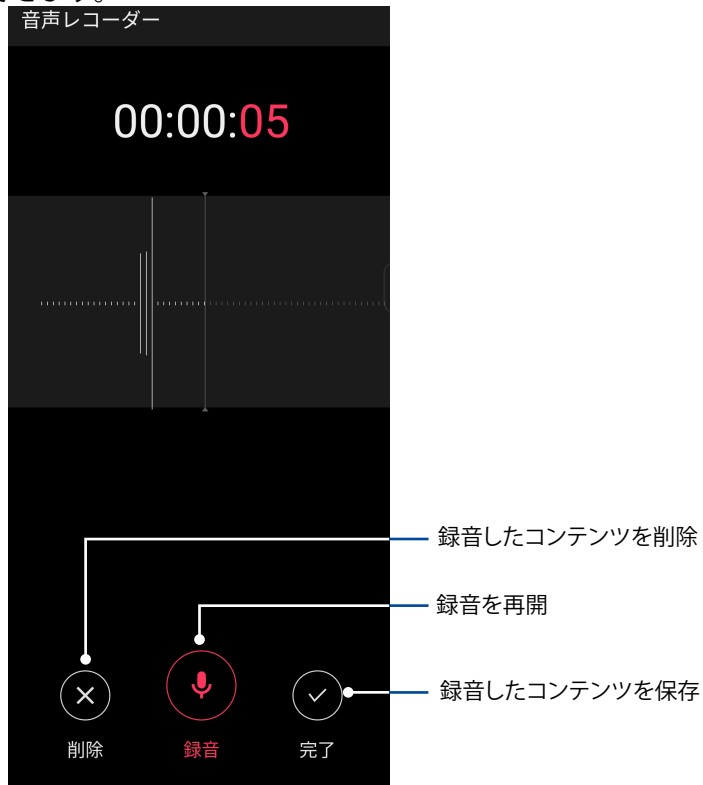 音声レコーダー
00:00:05
録音したコンテンツを削除
録音を再開
録音したコンテンツを保存
削除
録音
完了